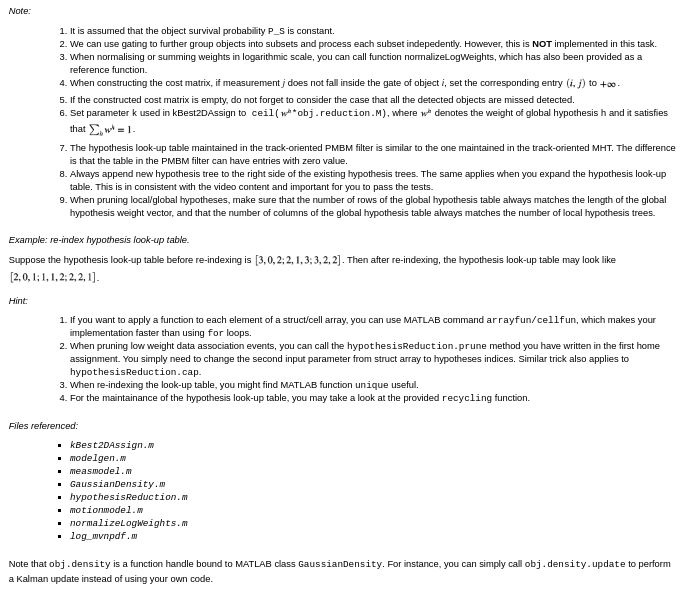 Note:
1. It is assumed that the object survival probability P_S is constant.
2. We can use gating to further group objects into subsets and process each subset indepedently. However, this is NOT implemented in this task.
3. When normalising or summing weights in logarithmic scale, you can call function normalizeLogWeights, which has also been provided as a
reference function.
4. When constructing the cost matrix, if measurement j does not fall inside the gate of object i, set the corresponding entry (i, j) to +∞.
5. If the constructed cost matrix is empty, do not forget to consider the case that all the detected objects are missed detected.
6. Set parameter k used in kBest2DAssign to ceil(w^h*obj.reduction.M), where w^h denotes the weight of global hypothesis h and it satisfies
that ∑_h w^h = 1.
7. The hypothesis look-up table maintained in the track-oriented PMBM filter is similar to the one maintained in the track-oriented MHT. The difference
is that the table in the PMBM filter can have entries with zero value.
8. Always append new hypothesis tree to the right side of the existing hypothesis trees. The same applies when you expand the hypothesis look-up
table. This is in consistent with the video content and important for you to pass the tests.
9. When pruning local/global hypotheses, make sure that the number of rows of the global hypothesis table always matches the length of the global
hypothesis weight vector, and that the number of columns of the global hypothesis table always matches the number of local hypothesis trees.
Example: re-index hypothesis look-up table.
Suppose the hypothesis look-up table before re-indexing is [3, 0, 2; 2, 1, 3; 3, 2, 2]. Then after re-indexing, the hypothesis look-up table may look like
[2, 0, 1; 1, 1, 2; 2, 2, 1].
Hint:
1. If you want to apply a function to each element of a struct/cell array, you can use MATLAB command arrayfun/cellfun, which makes your
implementation faster than using for loops.
2. When pruning low weight data association events, you can call the hypothesisReduction.prune method you have written in the first home
assignment. You simply need to change the second input parameter from struct array to hypotheses indices. Similar trick also applies to
hypothesisReduction.cap.
3. When re-indexing the look-up table, you might find MATLAB function unique useful.
4. For the maintainance of the hypothesis look-up table, you may take a look at the provided recycling function.
Files referenced:
▪ kBest2DAssign.m
▪ modelgen.m
▪ measmodel.m
▪ GaussianDensity.m
▪ hypothesisReduction.m
▪ motionmodel.m
▪ normalizeLogWeights.m
▪ log_mvnpdf.m
Note that obj.density is a function handle bound to MATLAB class GaussianDensity. For instance, you can simply call obj.density.update to perform
a Kalman update instead of using your own code.